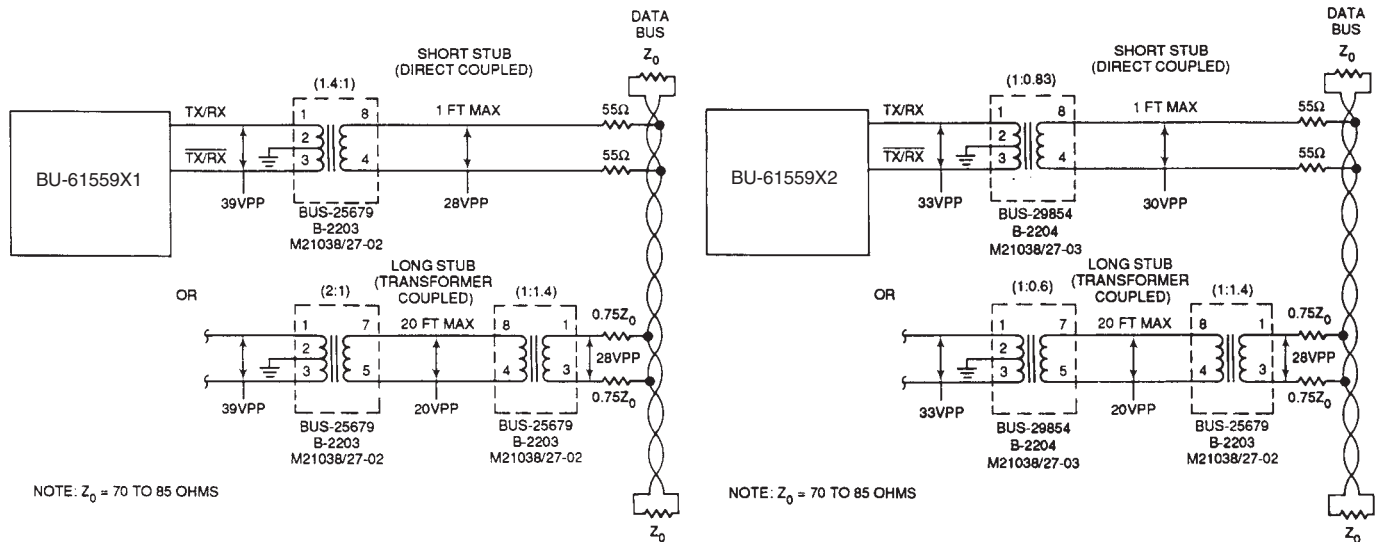 DATA
BUS
Z0
SHORT STUB
(DIRECT COUPLED)
(1.4:1)
TX/RX
1
8
1 FT MAX
55Ω
2
BU-61559X1
TX/RX
3
4
55Ω
39VPP
28VPP
BUS-25679
B-2203
M21038/27-02
LONG STUB
(TRANSFORMER
COUPLED)
OR
(2:1)
(1:1.4)
1
7
20 FT MAX
8
1
0.75Z0
2
28VPP
3
5
4
3
0.75Z0
39VPP
20VPP
BUS-25679
B-2203
M21038/27-02
BUS-25679
B-2203
M21038/27-02
NOTE: Z0 = 70 TO 85 OHMS
Z0
DATA
BUS
Z0
SHORT STUB
(DIRECT COUPLED)
(1:0.83)
TX/RX
1
8
1 FT MAX
55Ω
2
BU-61559X2
TX/RX
3
4
55Ω
33VPP
30VPP
BUS-29854
B-2204
M21038/27-03
LONG STUB
(TRANSFORMER
COUPLED)
OR
(1:0.6)
(1:1.4)
1
7
20 FT MAX
8
1
0.75Z0
2
28VPP
3
5
4
3
0.75Z0
33VPP
20VPP
BUS-29854
B-2204
M21038/27-03
BUS-25679
B-2203
M21038/27-02
NOTE: Z0 = 70 TO 85 OHMS
Z0